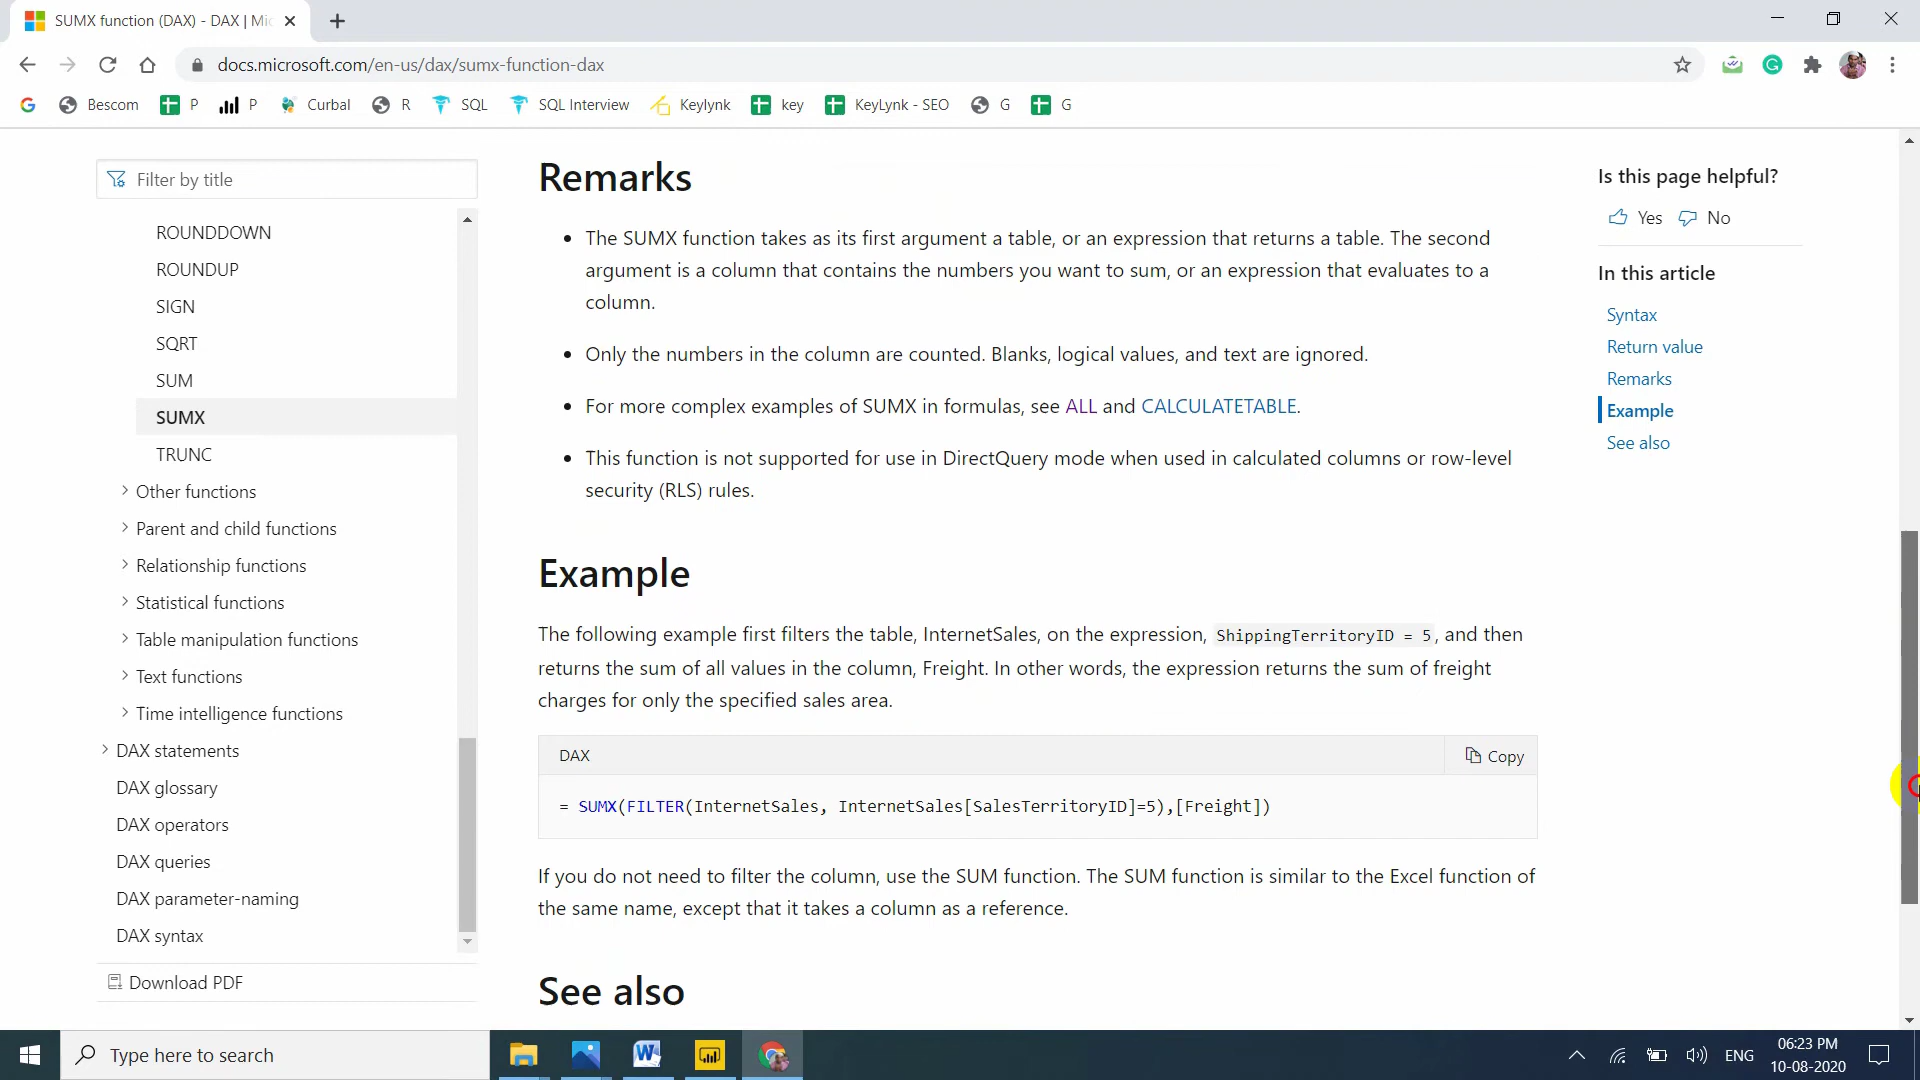 SUMX function (DAX) - DAX | Mic
docs.microsoft.com/en-us/dax/sumx-function-dax
Bescom
P
P
Curbal
R
SQL
SQL Interview
Keylynk
key
KeyLynk - SEO
G
G
Filter by title
ROUNDDOWN
ROUNDUP
SIGN
SQRT
SUM
SUMX
TRUNC
Other functions
Parent and child functions
Relationship functions
Statistical functions
Table manipulation functions
Text functions
Time intelligence functions
DAX statements
DAX glossary
DAX operators
DAX queries
DAX parameter-naming
DAX syntax
Download PDF
Remarks
The SUMX function takes as its first argument a table, or an expression that returns a table. The second
argument is a column that contains the numbers you want to sum, or an expression that evaluates to a
column.
Only the numbers in the column are counted. Blanks, logical values, and text are ignored.
For more complex examples of SUMX in formulas, see ALL and CALCULATETABLE.
This function is not supported for use in DirectQuery mode when used in calculated columns or row-level
security (RLS) rules.
Example
The following example first filters the table, InternetSales, on the expression, ShippingTerritoryID = 5, and then
returns the sum of all values in the column, Freight. In other words, the expression returns the sum of freight
charges for only the specified sales area.
DAX
Copy
= SUMX(FILTER(InternetSales, InternetSales[SalesTerritoryID]=5),[Freight])
If you do not need to filter the column, use the SUM function. The SUM function is similar to the Excel function of
the same name, except that it takes a column as a reference.
See also
Is this page helpful?
Yes No
In this article
Syntax
Return value
Remarks
Example
See also
Type here to search
ENG
06:23 PM
10-08-2020